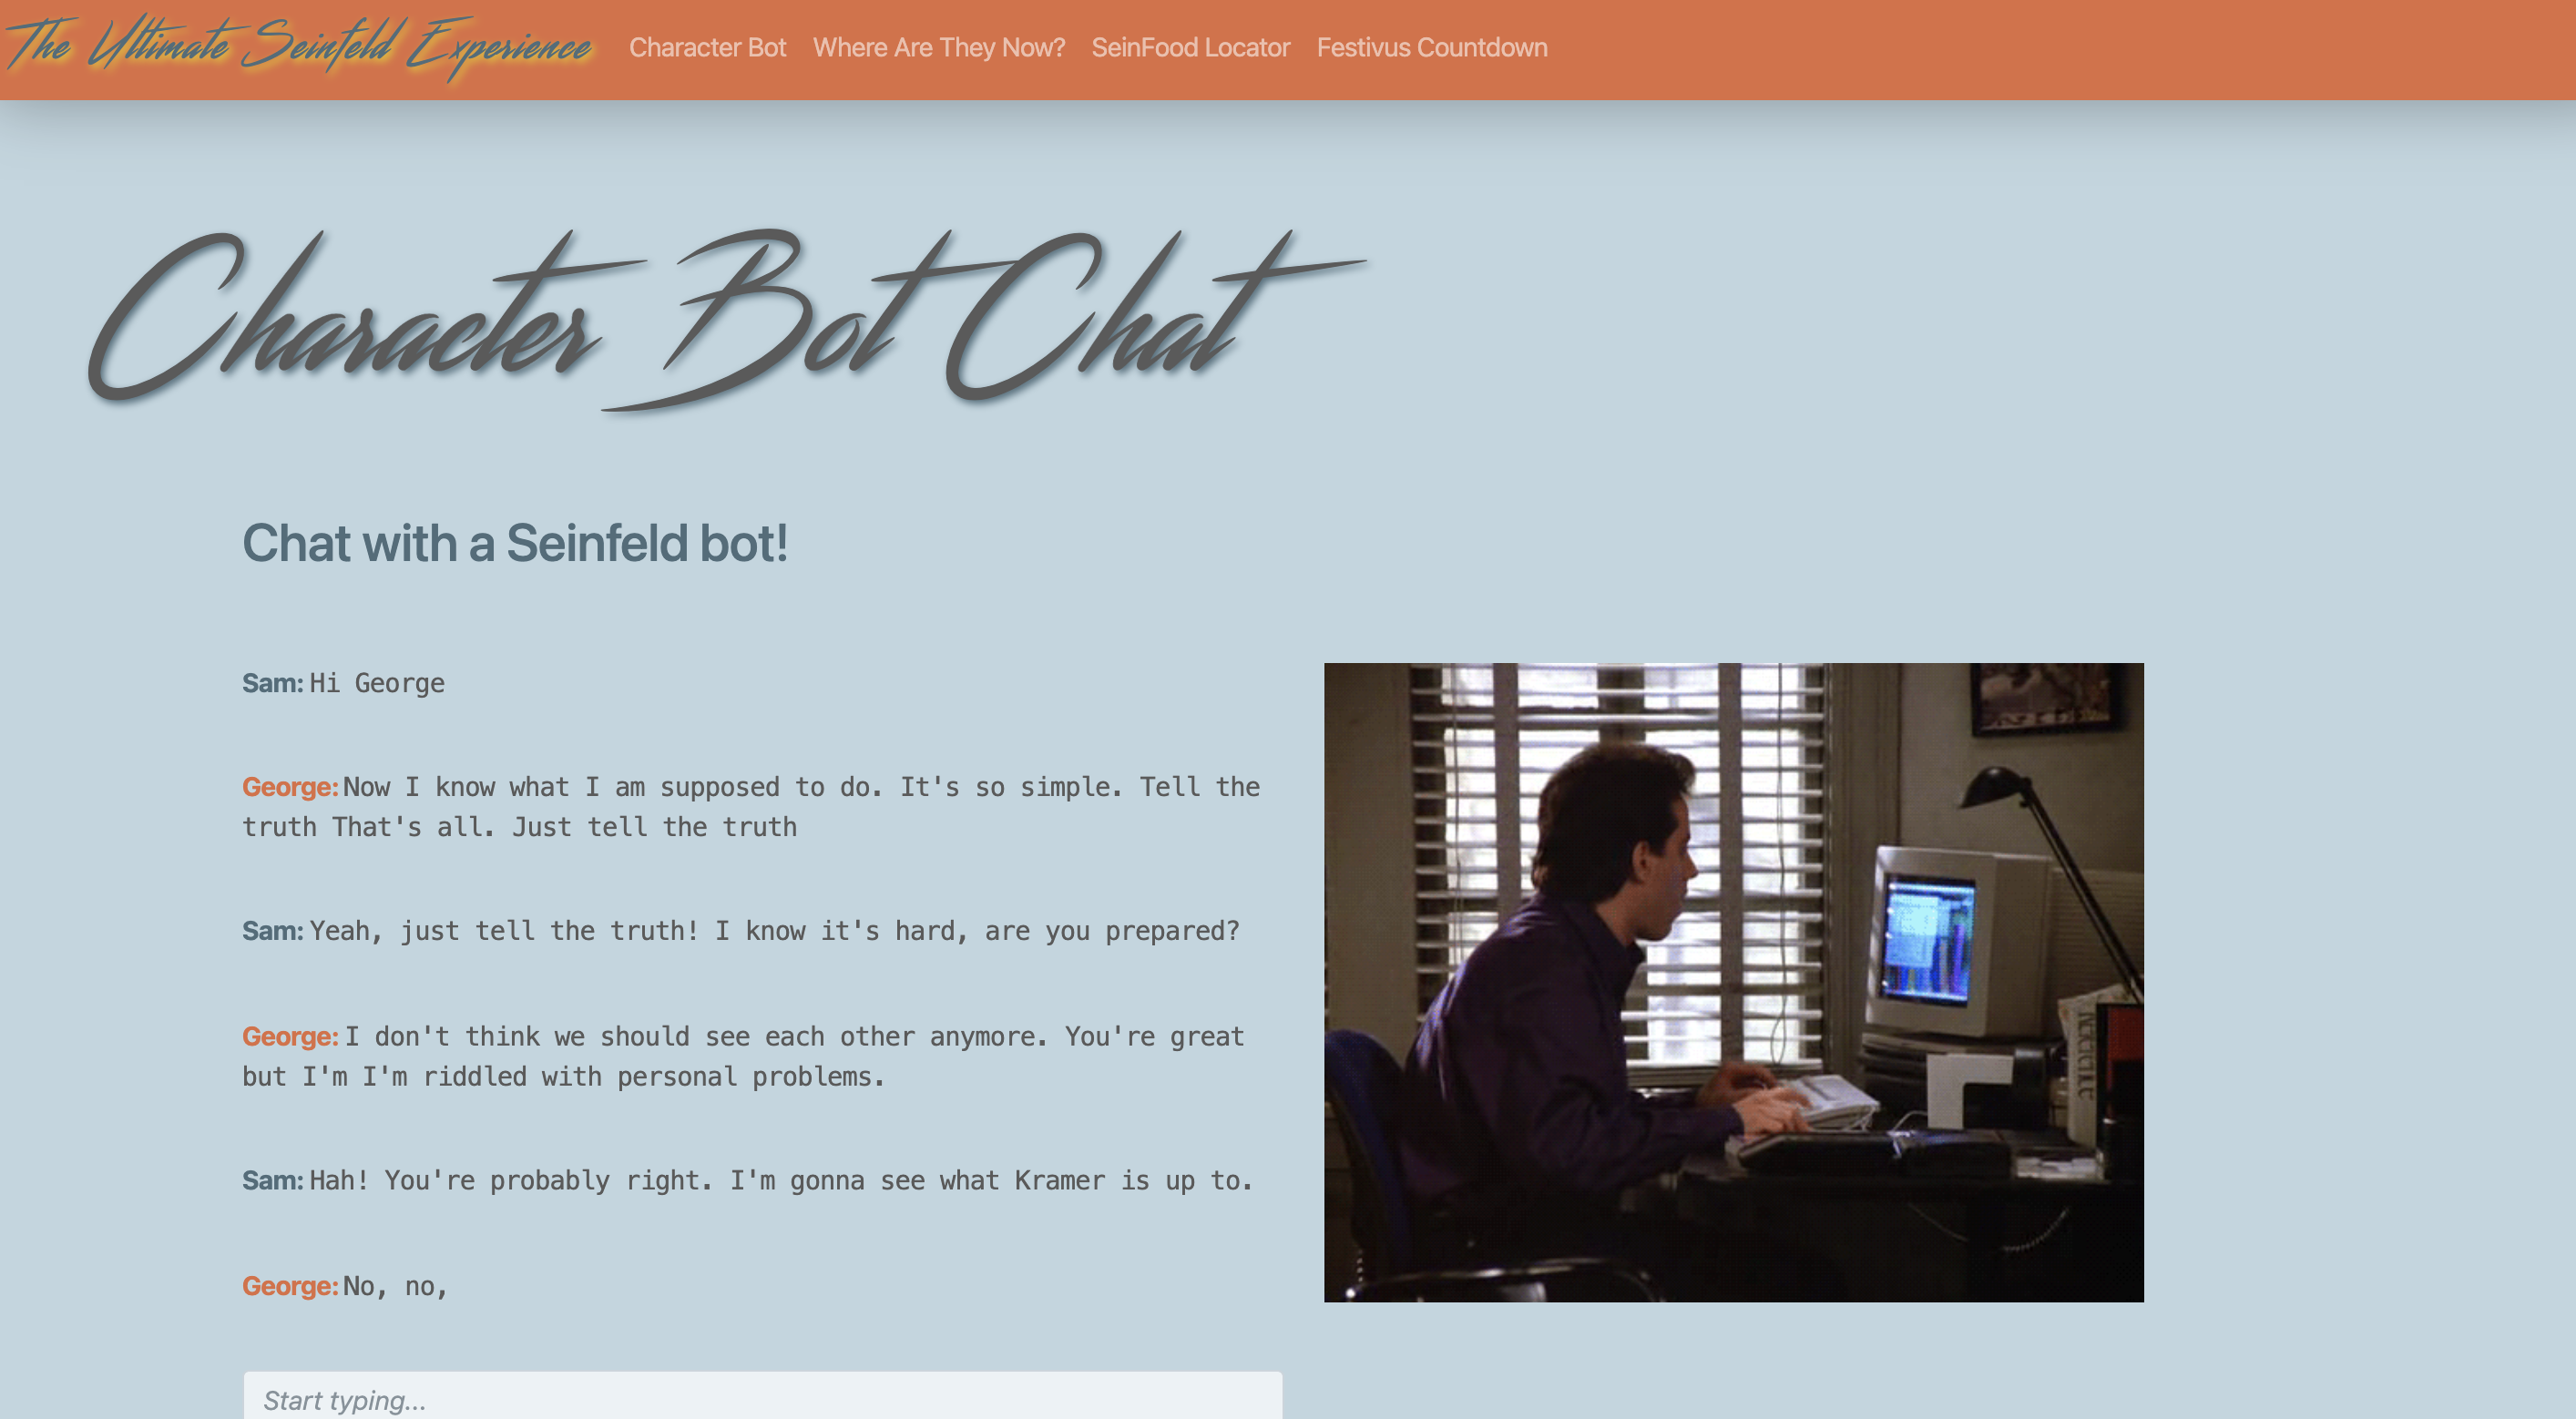 The Ultimate Seinfeld Experience Character Bot Where Are They Now? SeinFood Locator Festivus Countdown
Character Bot Chat
Chat with a Seinfeld bot!
Sam: Hi George
George: Now I know what I am supposed to do. It's so simple. Tell the
truth That's all. Just tell the truth
Sam: Yeah, just tell the truth! I know it's hard, are you prepared?
George: I don't think we should see each other anymore. You're great
but I'm I'm riddled with personal problems.
Sam: Hah! You're probably right. I'm gonna see what Kramer is up to.
George: No, no,
Start typing...